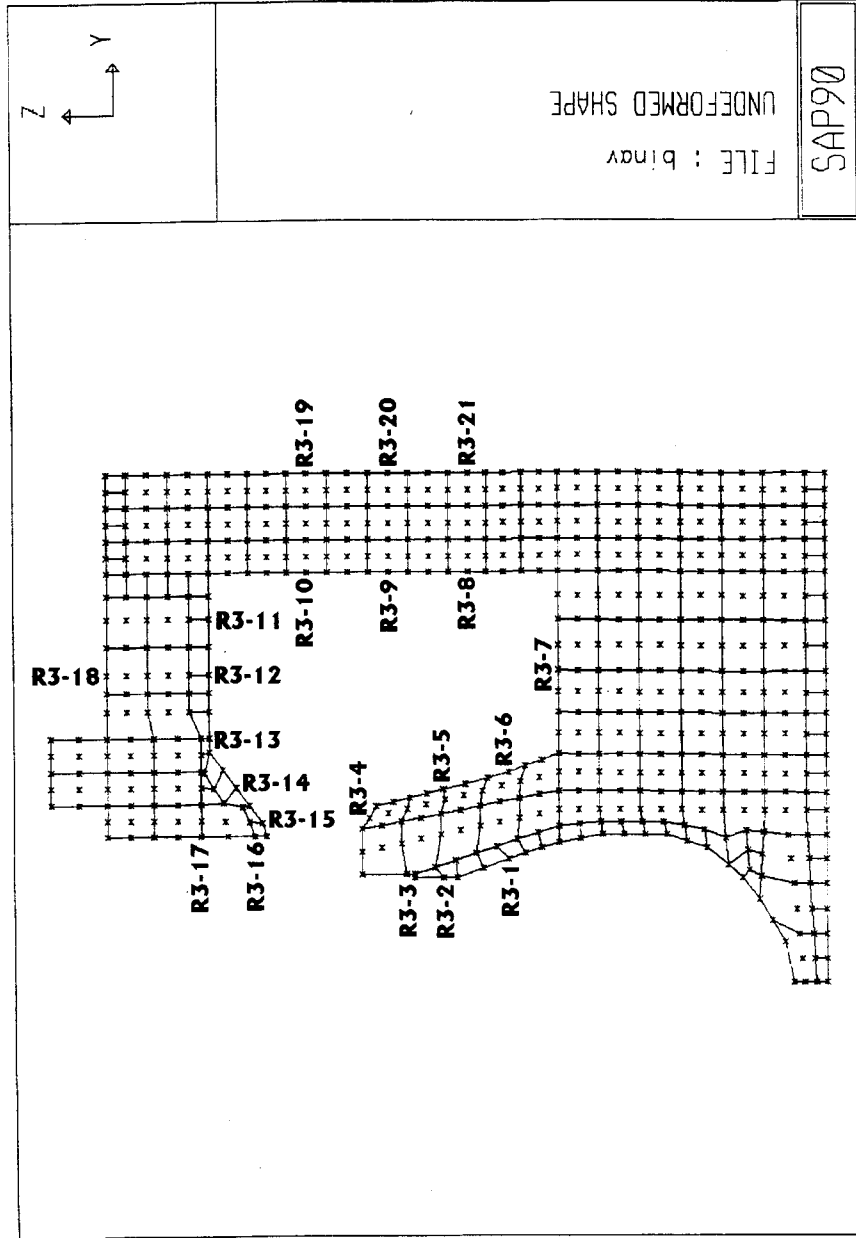 Z
Y
UNDEFORMED SHAPE
FILE : binav
SAP90
R3-19
R3-20
R3-21
R3-10
R3-9
R3-8
R3-11
R3-18
R3-12
R3-7
R3-13
R3-14
R3-5
R3-6
R3-4
R3-15
R3-17
R3-16
R3-3
R3-2
R3-1